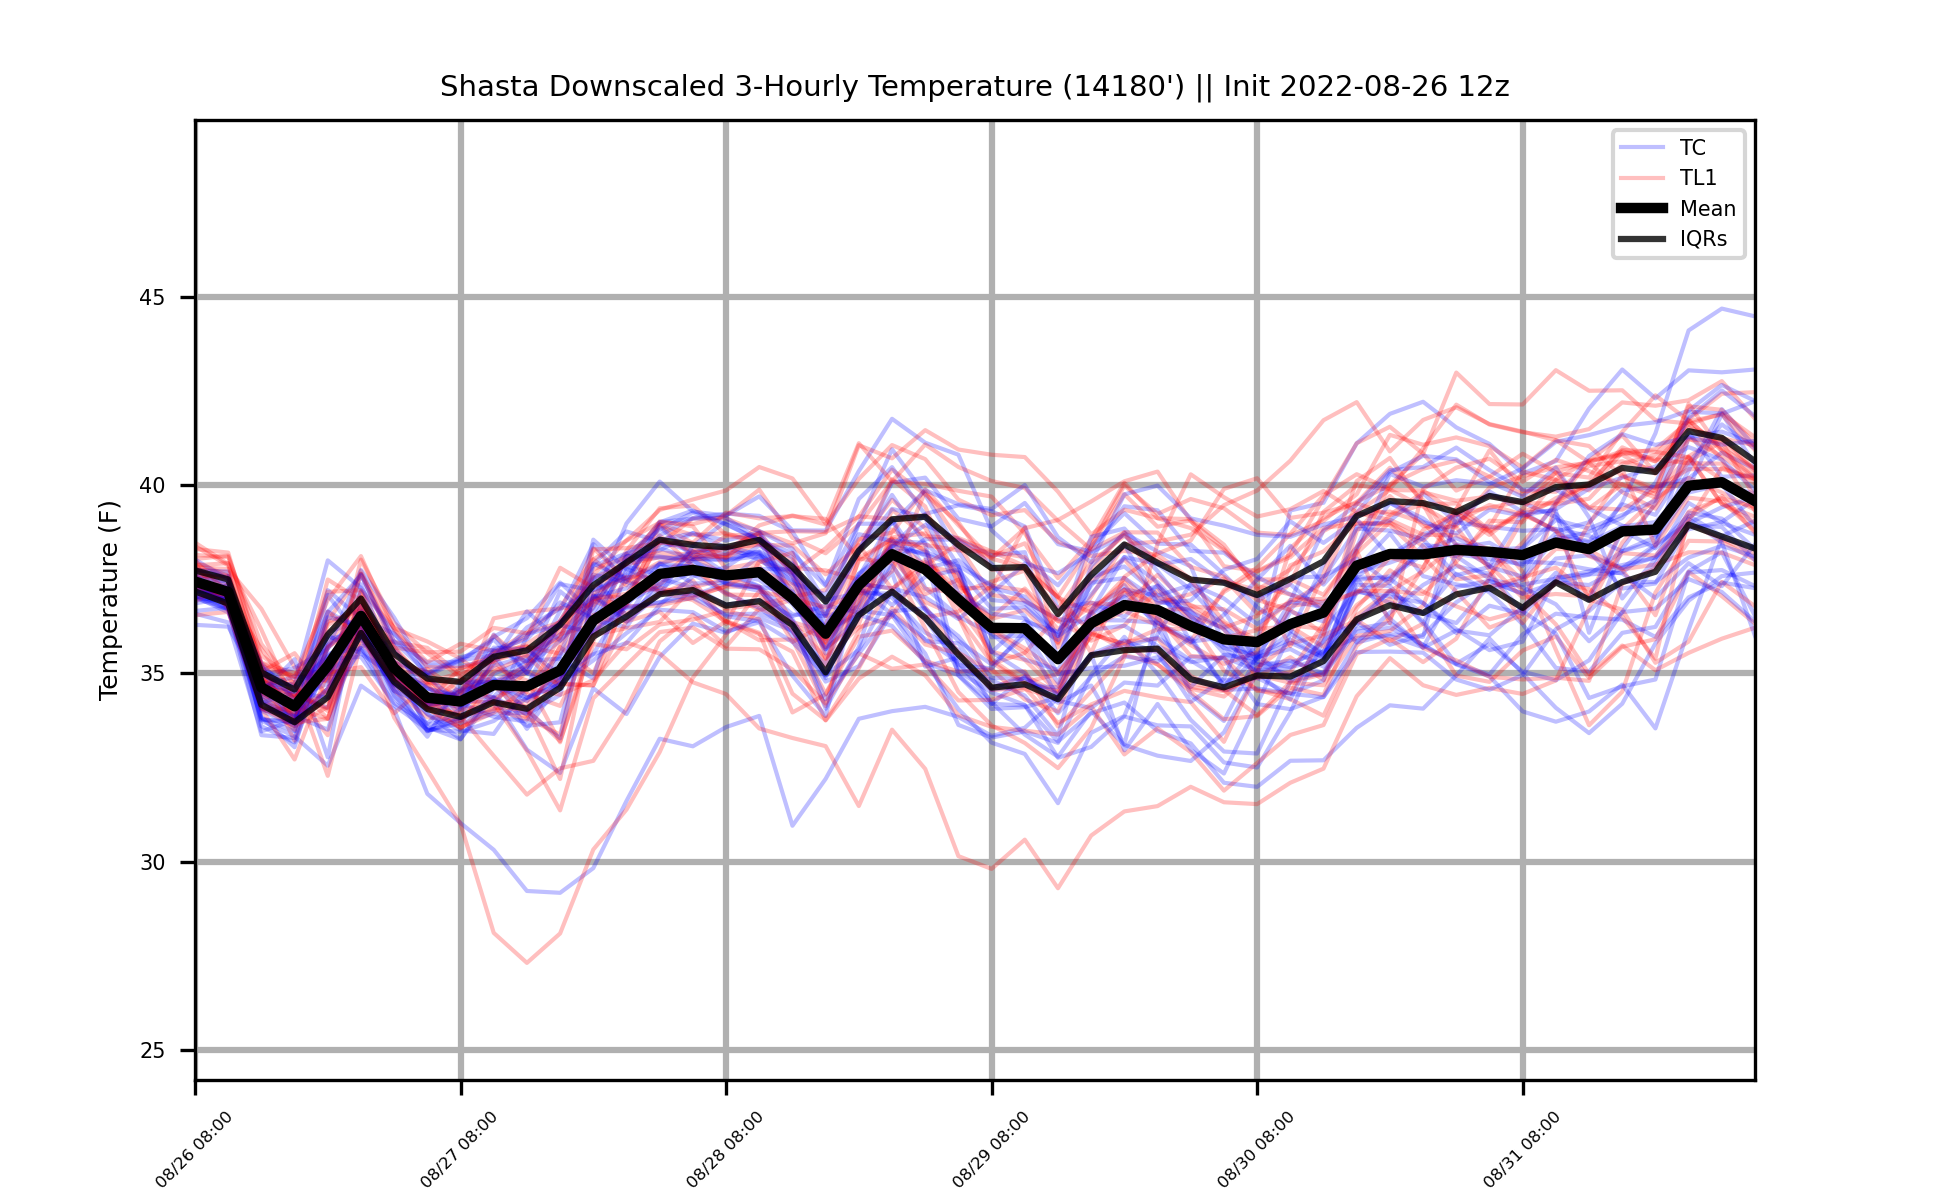 Shasta Downscaled 3-Hourly Temperature (14180') || Init 2022-08-26 12z
TC
TL1
Mean
IQRs
Temperature (F)
45
40
35
30
25
08/26 08:00
08/27 08:00
08/28 08:00
08/29 08:00
08/30 08:00
08/31 08:00